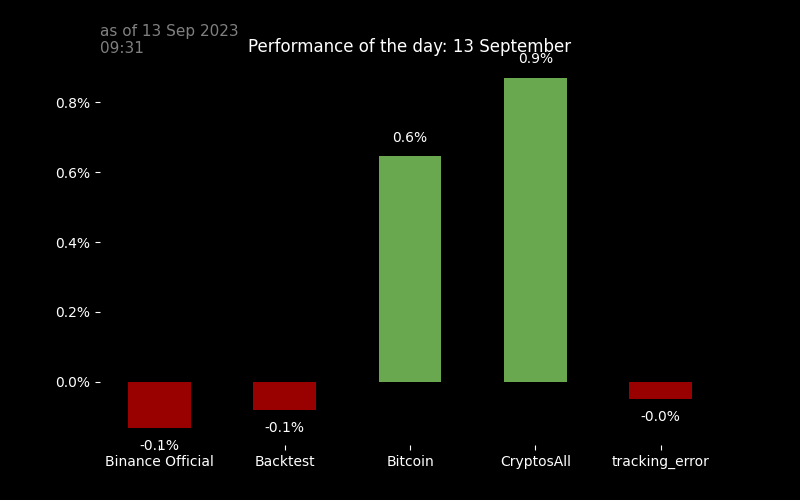 as of 13 Sep 2023
09:31
Performance of the day: 13 September
0.9%
0.8%
0.6%
0.6%
0.4%
0.2%
0.0%
-0.1%
-0.1%
-0.0%
Binance Official
Backtest
Bitcoin
CryptosAll
tracking_error